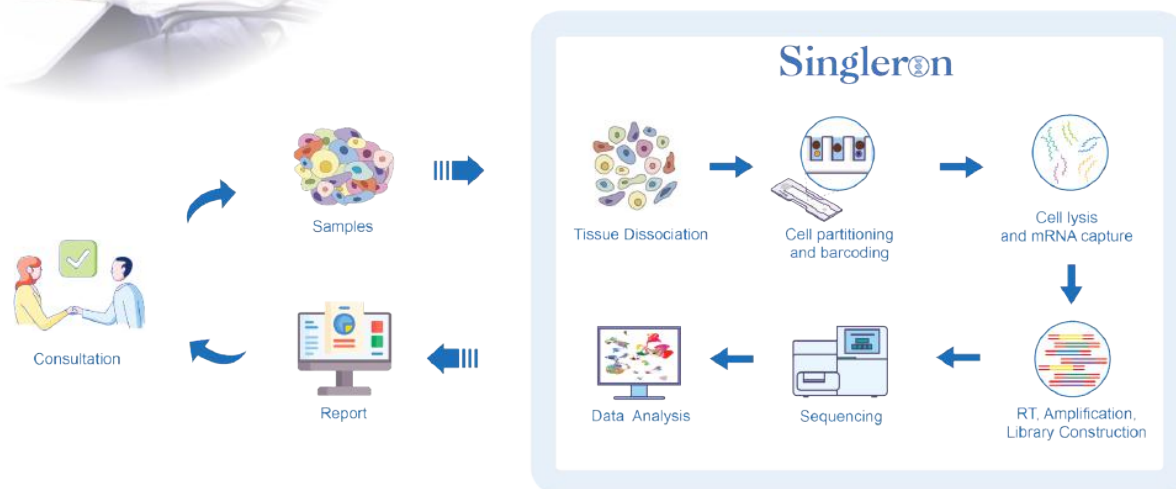 Singleron
Samples
Tissue Dissociation
Cell partitioning
and barcoding
Cell lysis
and mRNA capture
Consultation
Report
Data Analysis
Sequencing
RT, Amplification,
Library Construction